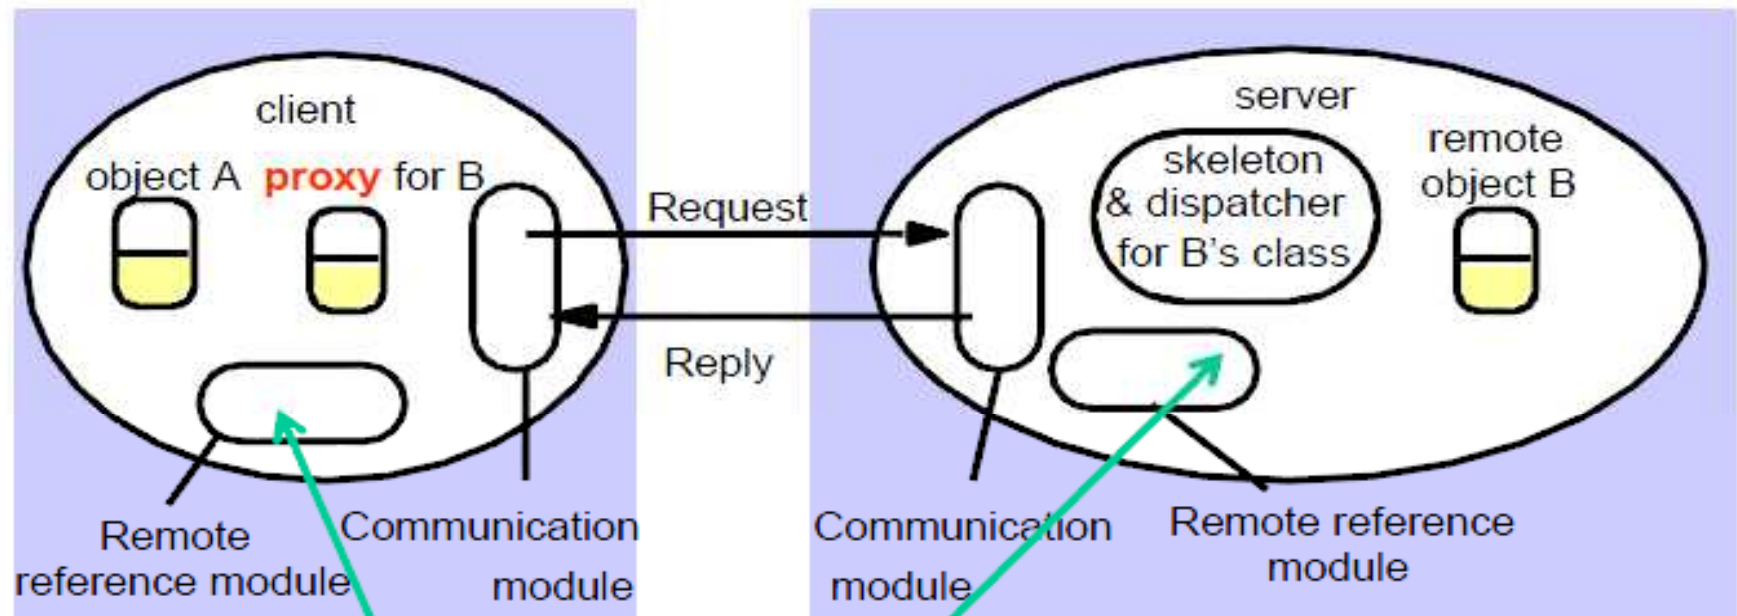 client
object A proxy for B
Request
Reply
Remote
reference module
Communication
module
server
skeleton
& dispatcher
for B's class
remote
object B
Communication
module
Remote reference
module